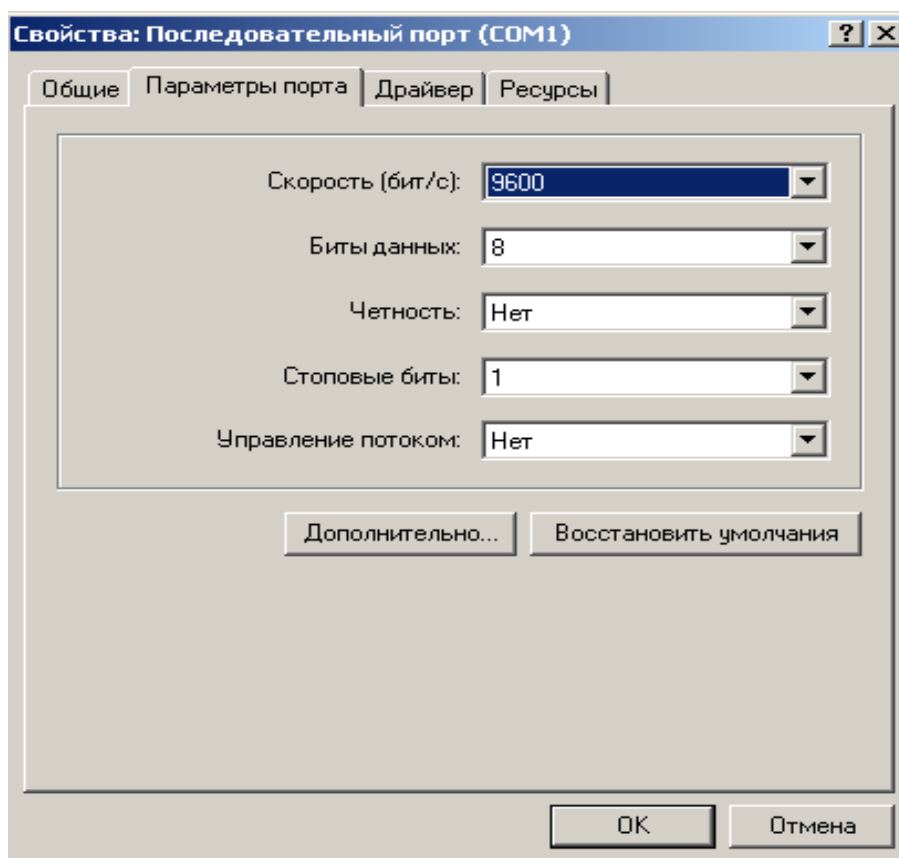 Свойства: Последовательный порт (COM1)
Общие Параметры порта Драйвер Ресурсы
Скорость (бит/с): 9600
Биты данных: 8
Четность: Нет
Стоповые биты: 1
Управление потоком: Нет
Дополнительно... Восстановить умолчания
OK Отмена